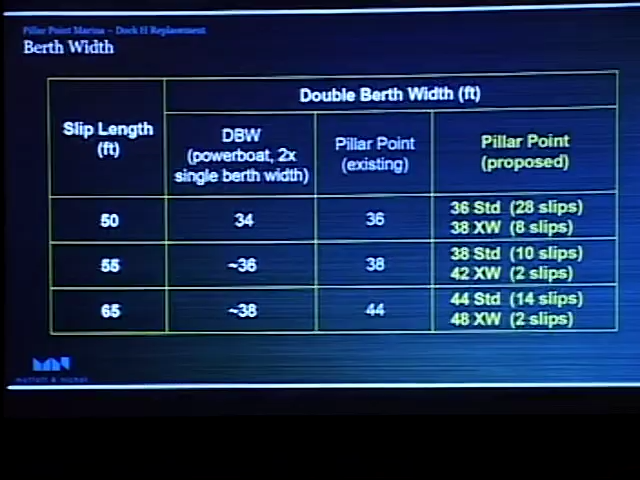 Pillar Point Marina – Dock H Replacement
Berth Width
Slip Length
(ft)
Double Berth Width (ft)
DBW
(powerboat, 2x
single berth width)
Pillar Point
(existing)
Pillar Point
(proposed)
50
34
36
36 Std (28 slips)
38 XW (8 slips)
55
~36
38
38 Std (10 slips)
42 XW (2 slips)
65
~38
44
44 Std (14 slips)
48 XW (2 slips)
moffatt & nichol